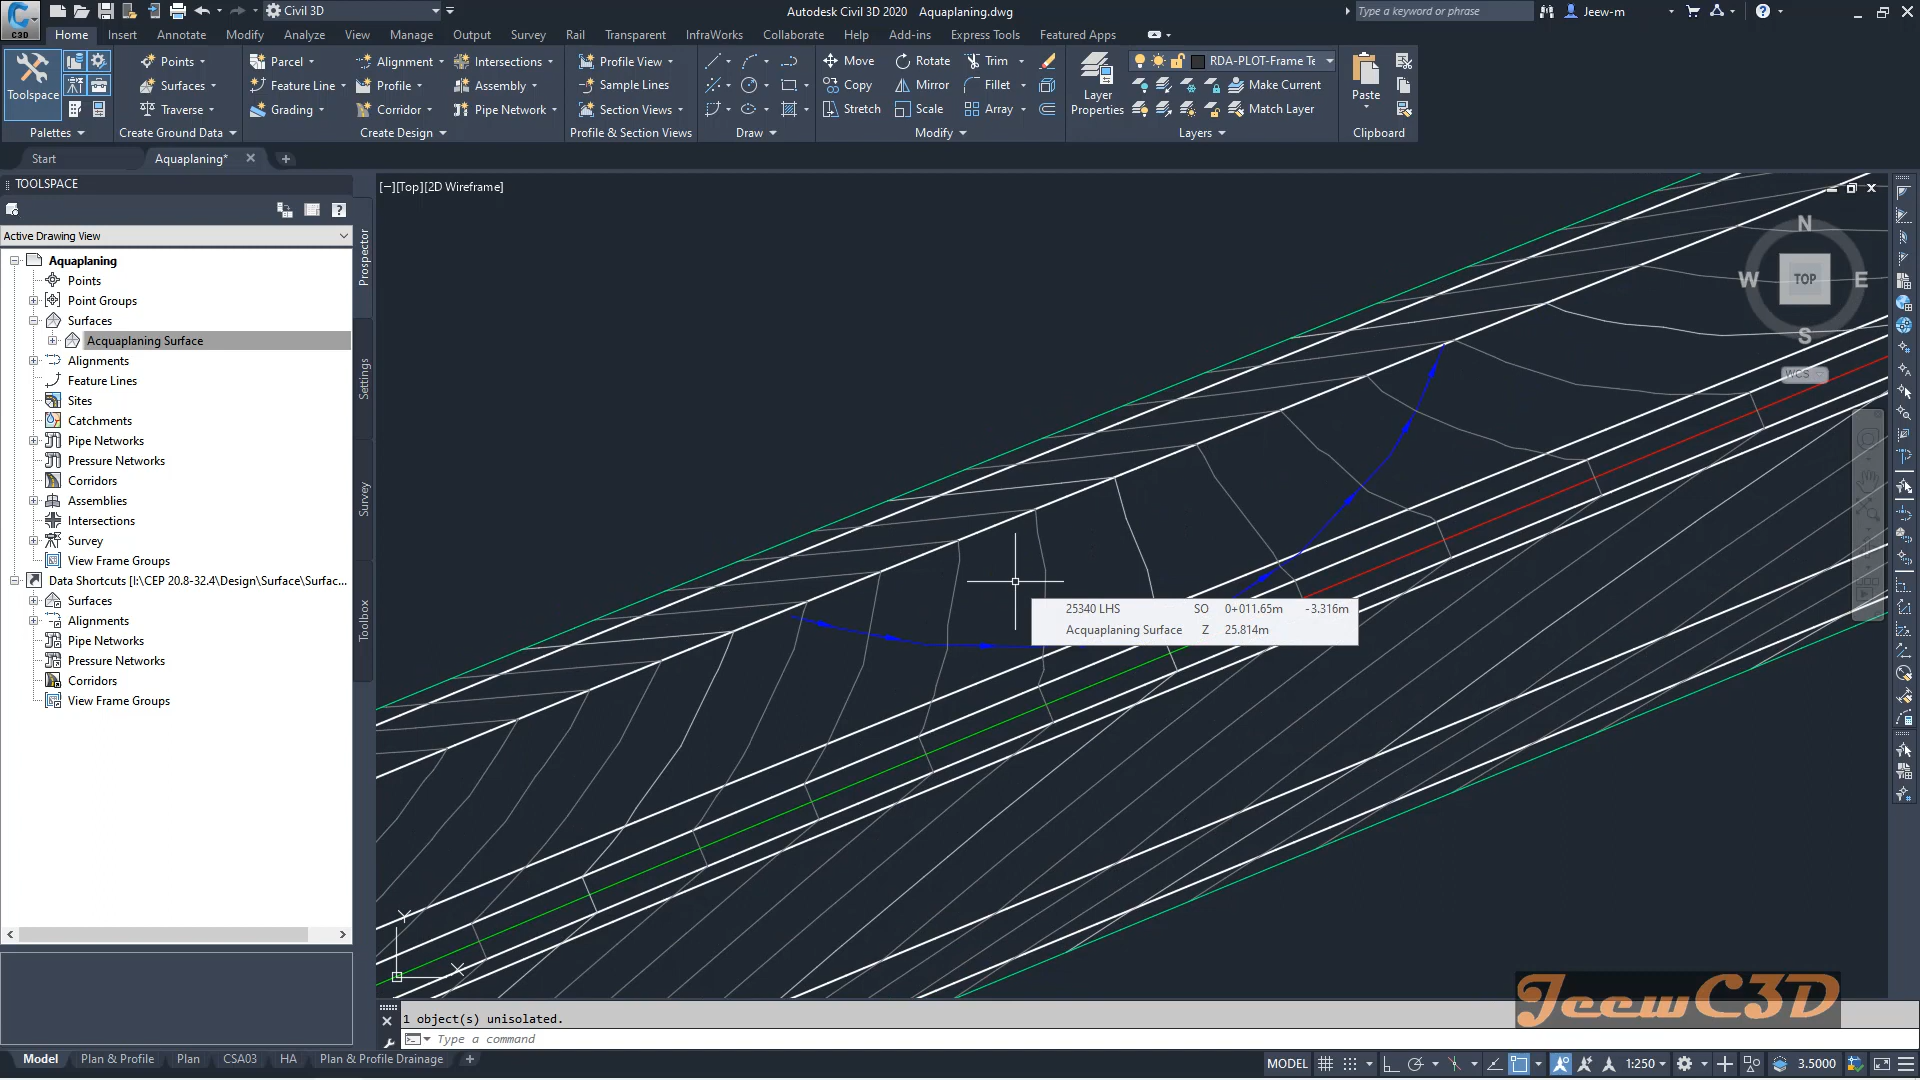 C3D
Civil 3D
Autodesk Civil 3D 2020 Aquaplaning.dwg
Type a keyword or phrase
Jeew-m
Home Insert Annotate Modify Analyze View Manage Output Survey Rail Transparent InfraWorks Collaborate Help Add-ins Express Tools Featured Apps
Toolspace
Points
Surfaces
Traverse
Parcel
Feature Line
Grading
Alignment
Profile
Corridor
Intersections
Assembly
Pipe Network
Profile View
Sample Lines
Section Views
Move
Copy
Stretch
Rotate
Mirror
Scale
Trim
Fillet
Array
Layer
Properties
RDA-PLOT-Frame Te
Make Current
Match Layer
Paste
Palettes Create Ground Data Create Design Profile & Section Views Draw Modify Layers Clipboard
Start Aquaplaning*
TOOLSPACE
Active Drawing View
Aquaplaning
Points
Point Groups
Surfaces
Acquaplaning Surface
Alignments
Feature Lines
Sites
Catchments
Pipe Networks
Pressure Networks
Corridors
Assemblies
Intersections
Survey
View Frame Groups
Data Shortcuts [I:\CEP 20.8-32.4\Design\Surface\Surfac...
Surfaces
Alignments
Pipe Networks
Pressure Networks
Corridors
View Frame Groups
Prospector
Settings
Survey
Toolbox
[−][Top][2D Wireframe]
N
W TOP E
S
WCS
25340 LHS SO 0+011.65m -3.316m
Acquaplaning Surface Z 25.814m
Y
X
JeewC3D
1 object(s) unisolated.
Type a command
Model Plan & Profile Plan CSA03 HA Plan & Profile Drainage
MODEL 1:250 3.5000